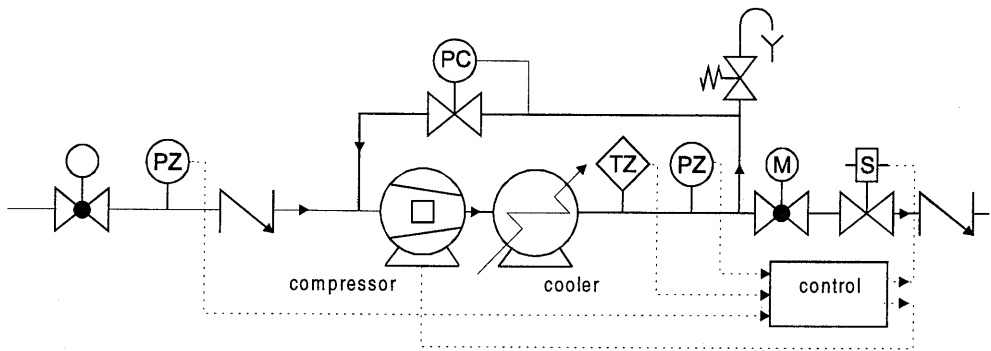 PC
PZ
TZ
PZ
M
S
compressor
cooler
control